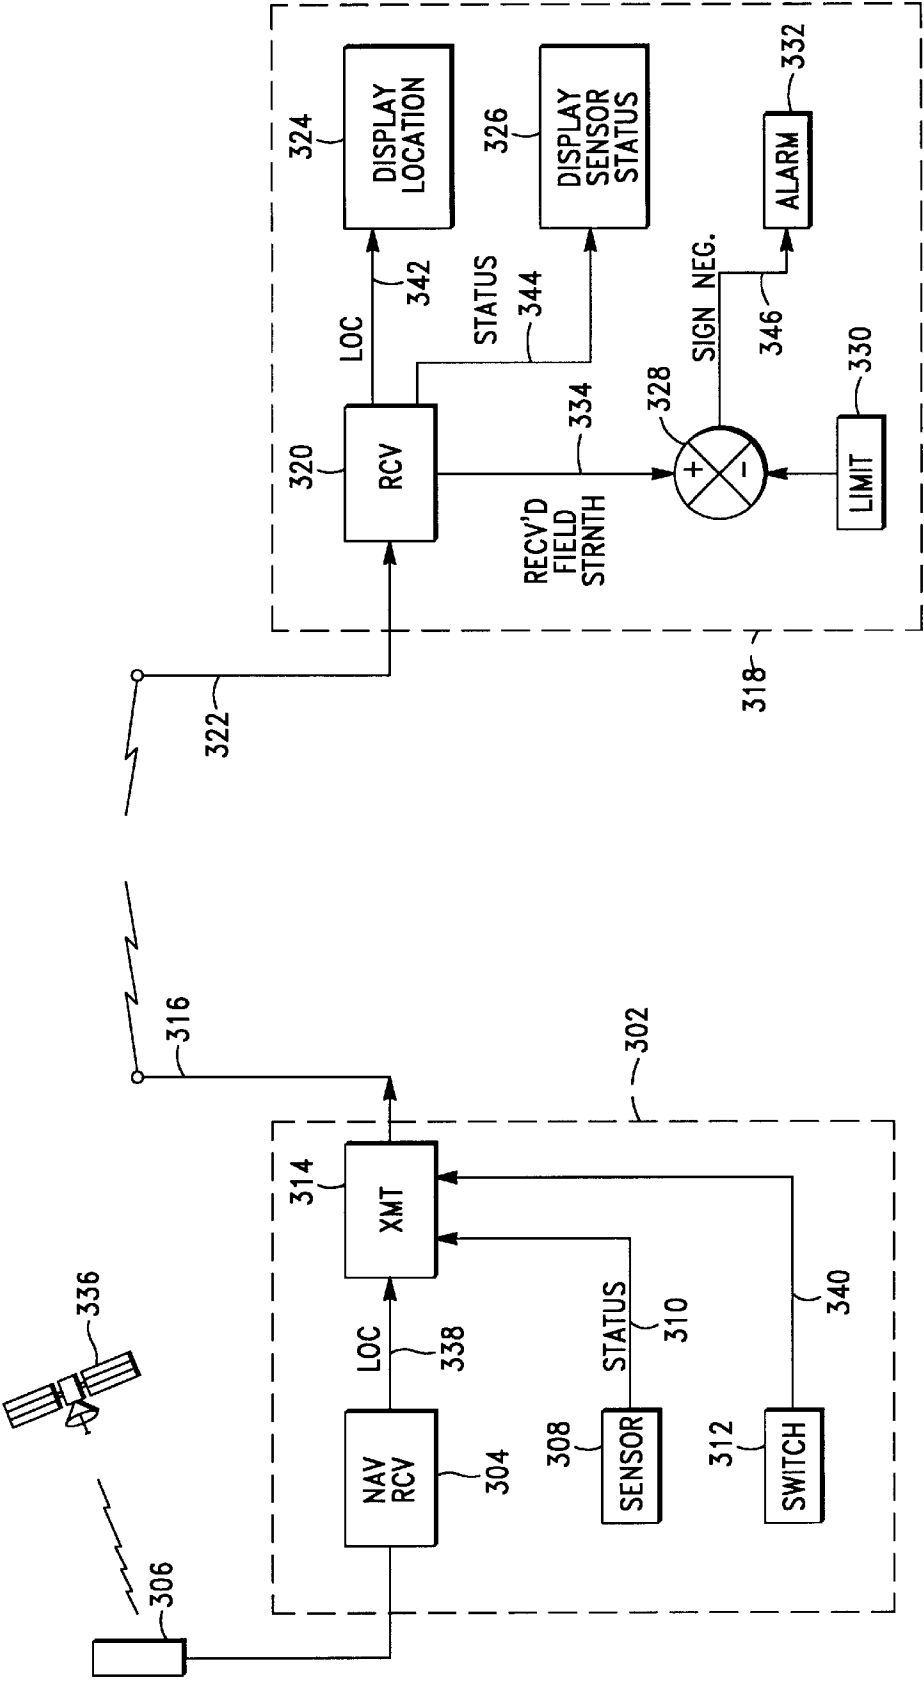 336
306
NAV
RCV
304
LOC
338
314
XMT
316
SENSOR
308
STATUS
310
SWITCH
312
340
302
322
320
RCV
LOC
342
324
DISPLAY
LOCATION
STATUS
344
326
DISPLAY
SENSOR
STATUS
RECV'D
FIELD
STRNTH
334
+
−
328
SIGN NEG.
346
332
ALARM
LIMIT
330
318